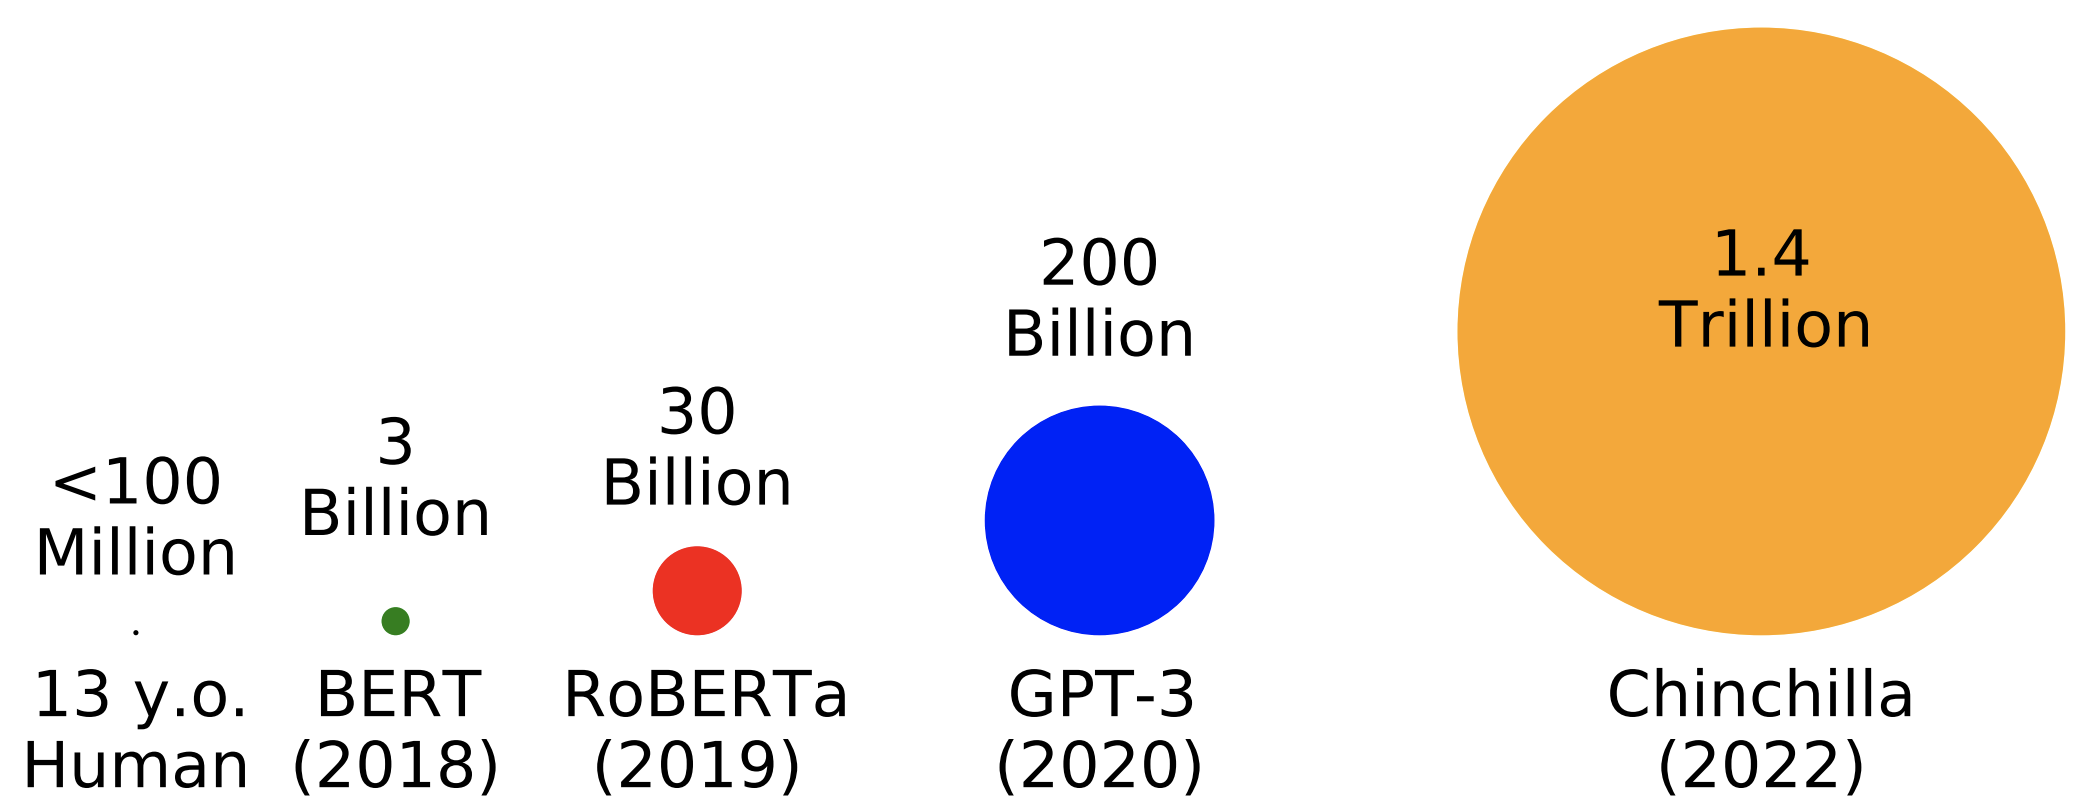 <100
Million
13 y.o.
Human
3
Billion
BERT
(2018)
30
Billion
RoBERTa
(2019)
200
Billion
GPT-3
(2020)
1.4
Trillion
Chinchilla
(2022)